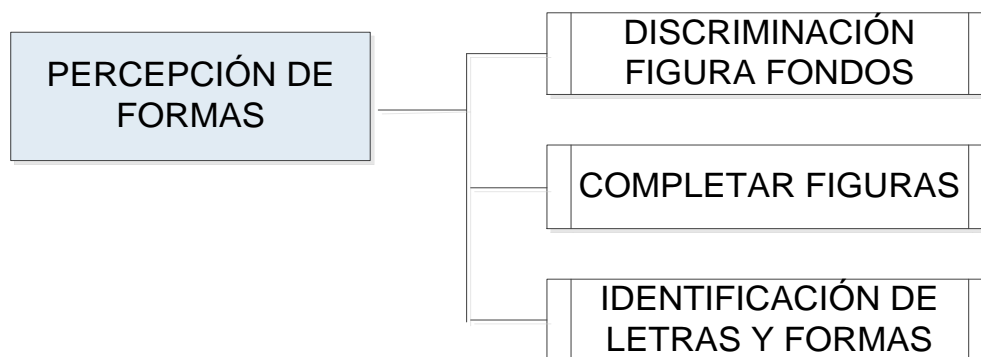 PERCEPCIÓN DE
FORMAS
DISCRIMINACIÓN
FIGURA FONDOS
COMPLETAR FIGURAS
IDENTIFICACIÓN DE
LETRAS Y FORMAS